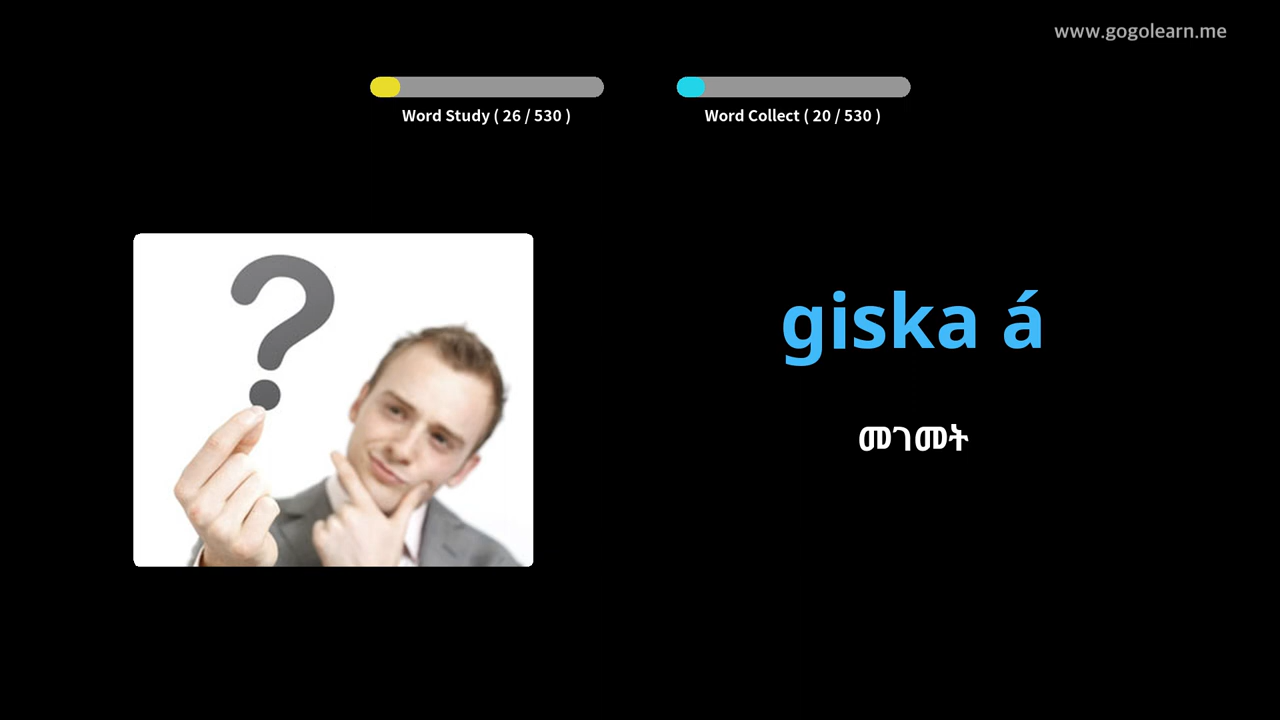 www.gogolearn.me
Word Study ( 26 / 530 )
Word Collect ( 20 / 530 )
?
giska á
መገመት